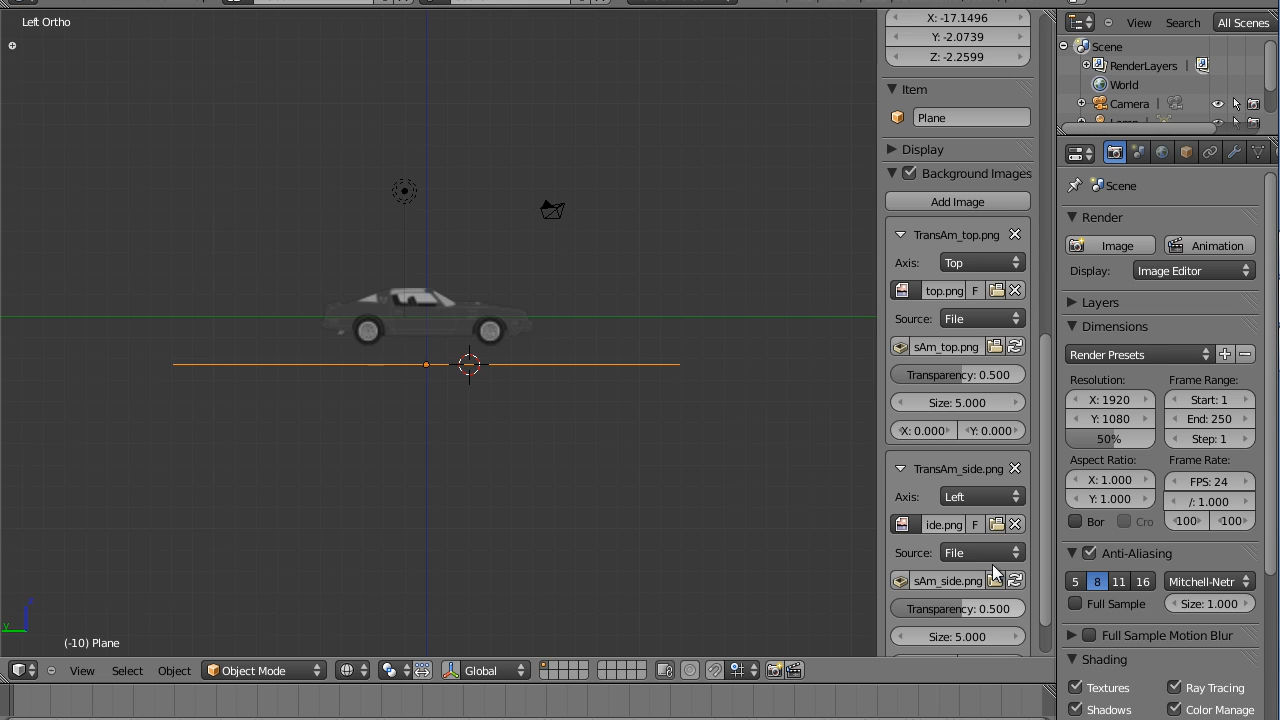 Left Ortho
(-10) Plane
y
View Select Object Object Mode Global
X: -17.1496
Y: -2.0739
Z: -2.2599
Item
Plane
Display
Background Images
Add Image
TransAm_top.png
Axis: Top
top.png F
Source: File
sAm_top.png
Transparency: 0.500
Size: 5.000
X: 0.000 Y: 0.000
TransAm_side.png
Axis: Left
ide.png F
Source: File
sAm_side.png
Transparency: 0.500
Size: 5.000
View Search All Scenes
Scene
RenderLayers |
World
Camera |
Scene
Render
Image Animation
Display: Image Editor
Layers
Dimensions
Render Presets
Resolution: Frame Range:
X: 1920 Start: 1
Y: 1080 End: 250
50% Step: 1
Aspect Ratio: Frame Rate:
X: 1.000 FPS: 24
Y: 1.000 /: 1.000
Bor Cro 100 100
Anti-Aliasing
5 8 11 16 Mitchell-Netr
Full Sample Size: 1.000
Full Sample Motion Blur
Shading
Textures Ray Tracing
Shadows Color Manage